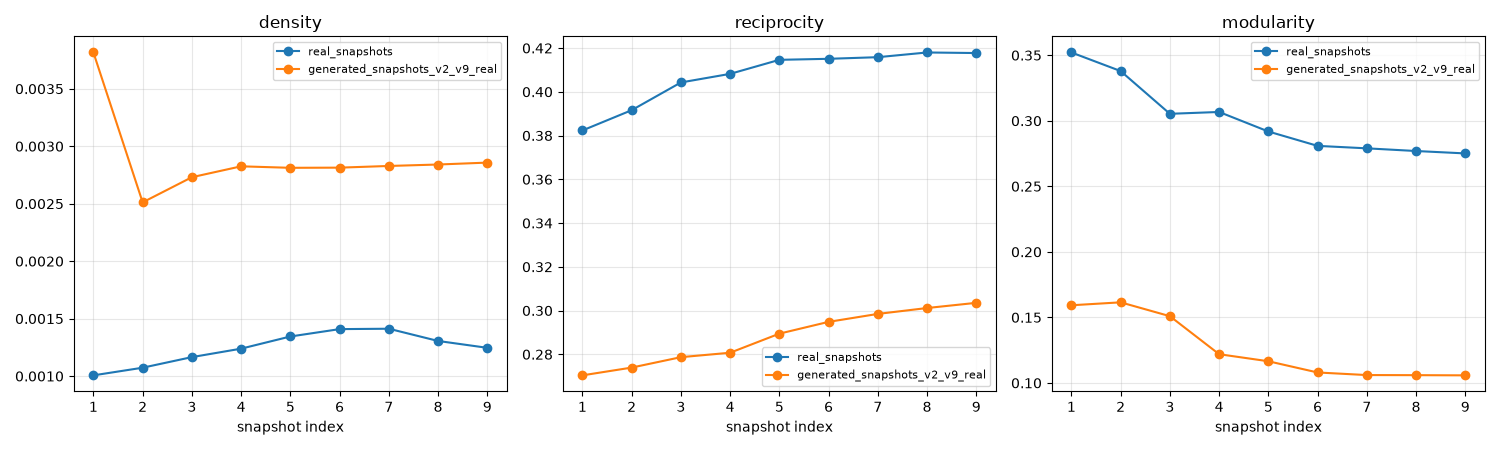 density
0.0035
0.0030
0.0025
0.0020
0.0015
0.0010
1 2 3 4 5 6 7 8 9
snapshot index
real_snapshots
generated_snapshots_v2_v9_real
reciprocity
0.42
0.40
0.38
0.36
0.34
0.32
0.30
0.28
1 2 3 4 5 6 7 8 9
snapshot index
real_snapshots
generated_snapshots_v2_v9_real
modularity
0.35
0.30
0.25
0.20
0.15
0.10
1 2 3 4 5 6 7 8 9
snapshot index
real_snapshots
generated_snapshots_v2_v9_real